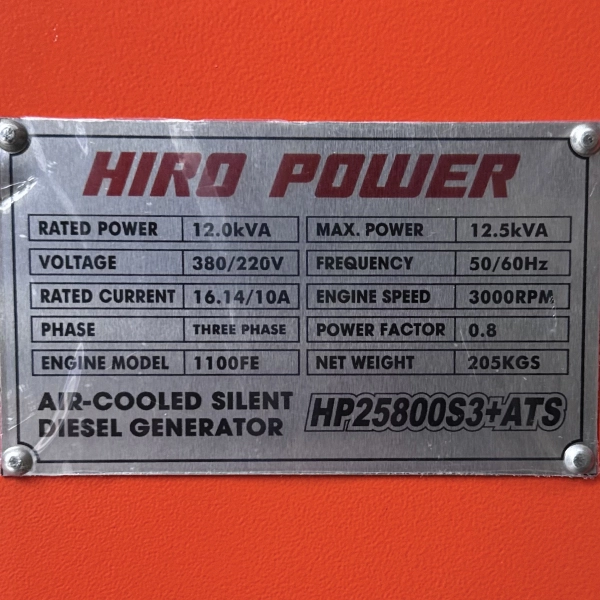 HIRO POWER
RATED POWER 12.0kVA MAX. POWER 12.5kVA
VOLTAGE 380/220V FREQUENCY 50/60Hz
RATED CURRENT 16.14/10A ENGINE SPEED 3000RPM
PHASE THREE PHASE POWER FACTOR 0.8
ENGINE MODEL 1100FE NET WEIGHT 205KGS
AIR-COOLED SILENT
DIESEL GENERATOR
HP25800S3+ATS